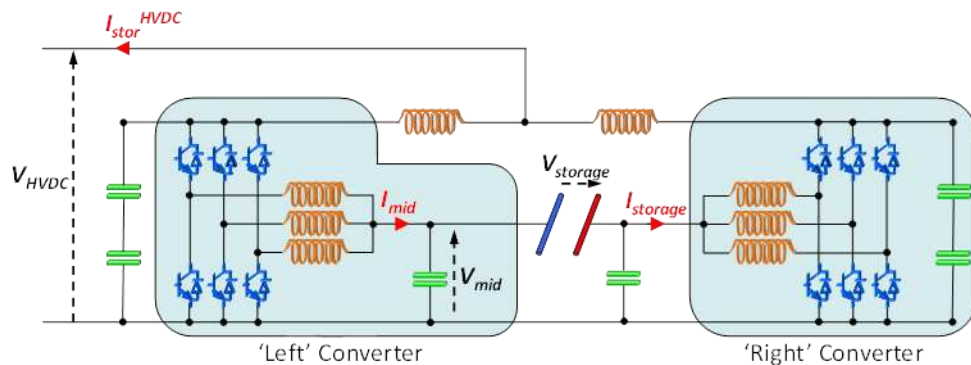 I_stor^HVDC
V_HVDC
V_storage
I_mid
I_storage
V_mid
'Left' Converter
'Right' Converter